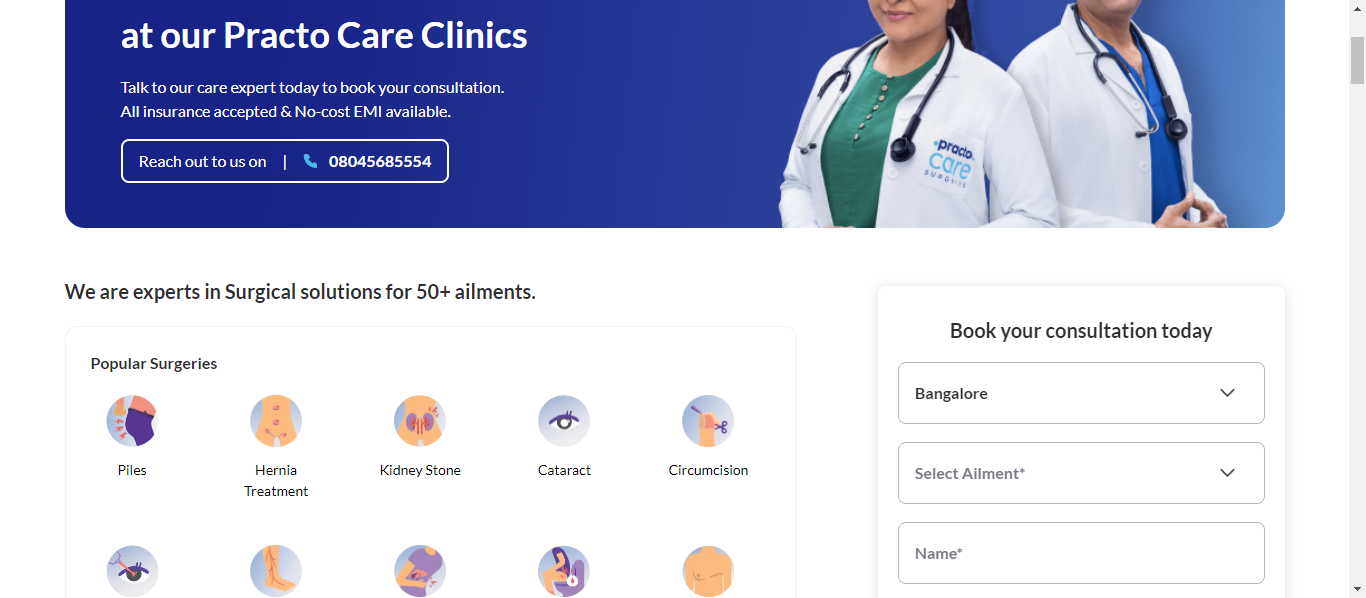 at our Practo Care Clinics
Talk to our care expert today to book your consultation.
All insurance accepted & No-cost EMI available.
Reach out to us on | 08045685554
•practo
care
SURGERIES
We are experts in Surgical solutions for 50+ ailments.
Popular Surgeries
Piles
Hernia
Treatment
Kidney Stone
Cataract
Circumcision
Book your consultation today
Bangalore
Select Ailment*
Name*